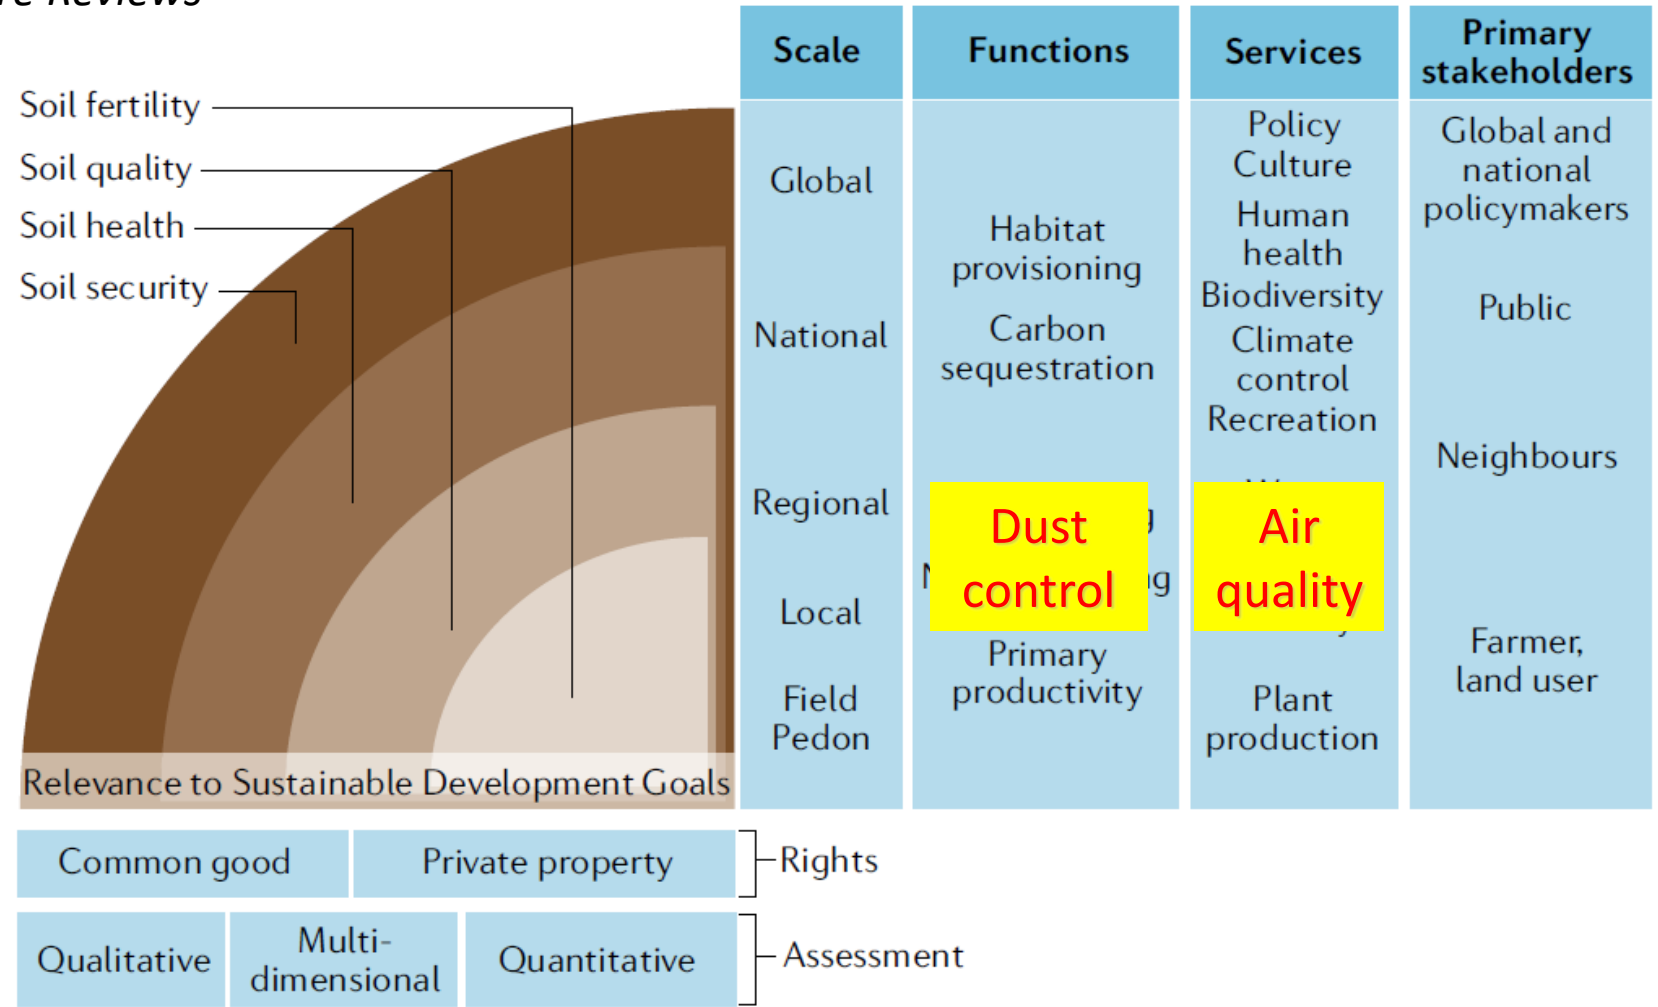 Reviews
Soil fertility
Soil quality
Soil health
Soil security
Relevance to Sustainable Development Goals
Scale
Global
National
Regional
Local
Field
Pedon
Functions
Habitat
provisioning
Carbon
sequestration
Dust
control
Primary
productivity
Services
Policy
Culture
Human
health
Biodiversity
Climate
control
Recreation
Air
quality
Plant
production
Primary
stakeholders
Global and
national
policymakers
Public
Neighbours
Farmer,
land user
Common good
Private property
Rights
Qualitative
Multi-
dimensional
Quantitative
Assessment